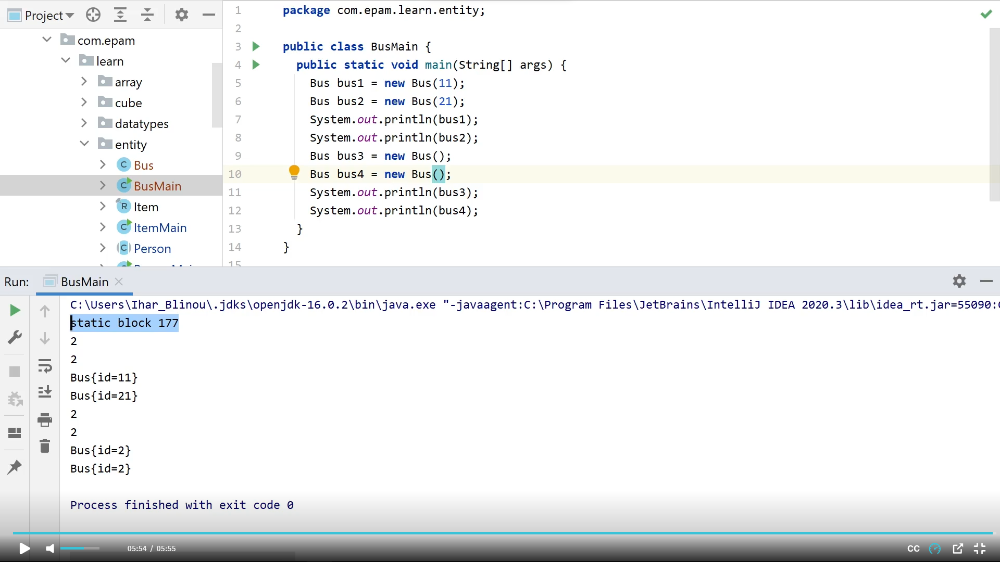 Project
com.epam
learn
array
cube
datatypes
entity
Bus
BusMain
Item
ItemMain
Person
1 package com.epam.learn.entity;
2
3 public class BusMain {
4 public static void main(String[] args) {
5 Bus bus1 = new Bus(11);
6 Bus bus2 = new Bus(21);
7 System.out.println(bus1);
8 System.out.println(bus2);
9 Bus bus3 = new Bus();
10 Bus bus4 = new Bus();
11 System.out.println(bus3);
12 System.out.println(bus4);
13 }
14 }
15
Run: BusMain
C:\Users\Ihar_Blinou\.jdks\openjdk-16.0.2\bin\java.exe "-javaagent:C:\Program Files\JetBrains\IntelliJ IDEA 2020.3\lib\idea_rt.jar=55090:
static block 177
2
2
Bus{id=11}
Bus{id=21}
2
2
Bus{id=2}
Bus{id=2}
Process finished with exit code 0
05:54 / 05:55
CC